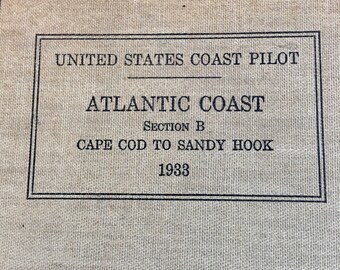 UNITED STATES COAST PILOT
ATLANTIC COAST
SECTION B
CAPE COD TO SANDY HOOK
1933